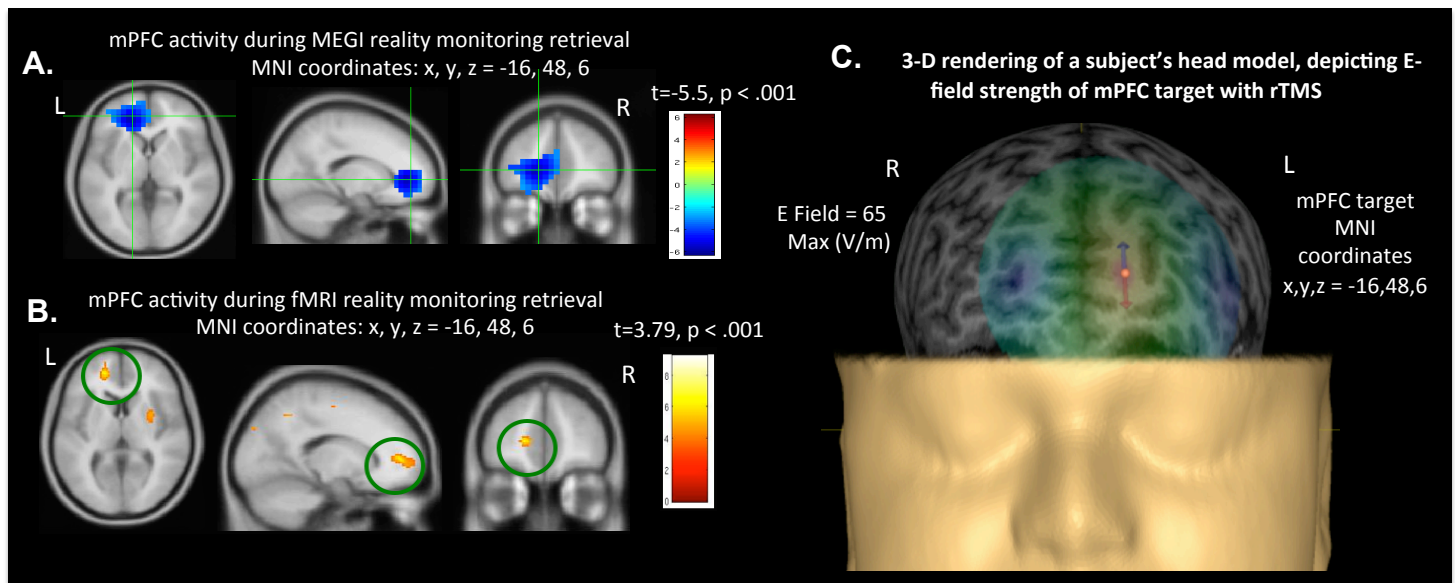 A.
mPFC activity during MEGI reality monitoring retrieval
MNI coordinates: x, y, z = -16, 48, 6
L
R
t=-5.5, p < .001
6
4
2
0
-2
-4
-6
B.
mPFC activity during fMRI reality monitoring retrieval
MNI coordinates: x, y, z = -16, 48, 6
t=3.79, p < .001
L
R
8
6
4
2
0
C.
3-D rendering of a subject's head model, depicting E-
field strength of mPFC target with rTMS
R
E Field = 65
Max (V/m)
L
mPFC target
MNI
coordinates
x,y,z = -16,48,6